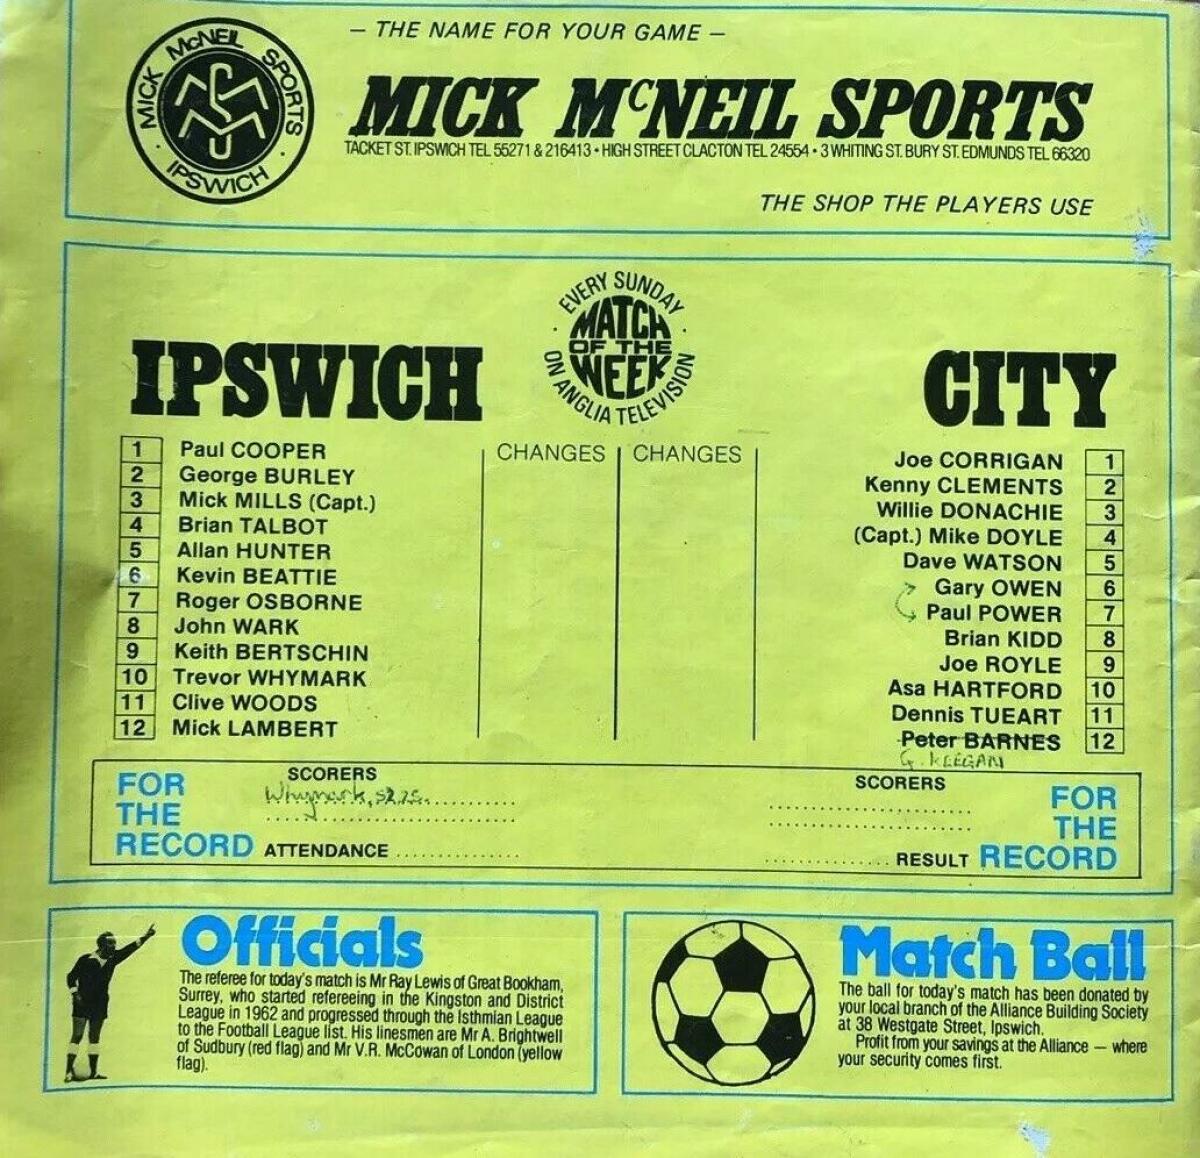 — THE NAME FOR YOUR GAME —
MICK McNEIL SPORTS · IPSWICH ·
MICK McNEIL SPORTS
TACKET ST. IPSWICH TEL 55271 & 216413 • HIGH STREET CLACTON TEL 24554 • 3 WHITING ST. BURY ST. EDMUNDS TEL 66320
THE SHOP THE PLAYERS USE
· EVERY SUNDAY ·
MATCH
OF THE
WEEK
ON ANGLIA TELEVISION
IPSWICH
CITY
CHANGES CHANGES
1 Paul COOPER
2 George BURLEY
3 Mick MILLS (Capt.)
4 Brian TALBOT
5 Allan HUNTER
6 Kevin BEATTIE
7 Roger OSBORNE
8 John WARK
9 Keith BERTSCHIN
10 Trevor WHYMARK
11 Clive WOODS
12 Mick LAMBERT
Joe CORRIGAN 1
Kenny CLEMENTS 2
Willie DONACHIE 3
(Capt.) Mike DOYLE 4
Dave WATSON 5
Gary OWEN 6
Paul POWER 7
Brian KIDD 8
Joe ROYLE 9
Asa HARTFORD 10
Dennis TUEART 11
Peter BARNES 12
G. KEEGAN
FOR
THE
RECORD
SCORERS
Whymark,
ATTENDANCE ..................
SCORERS
.................. RESULT
FOR
THE
RECORD
Officials
The referee for today's match is Mr Ray Lewis of Great Bookham,
Surrey, who started refereeing in the Kingston and District
League in 1962 and progressed through the Isthmian League
to the Football League list. His linesmen are Mr A. Brightwell
of Sudbury (red flag) and Mr V.R. McCowan of London (yellow
flag).
Match Ball
The ball for today's match has been donated by
your local branch of the Alliance Building Society
at 38 Westgate Street, Ipswich.
Profit from your savings at the Alliance — where
your security comes first.